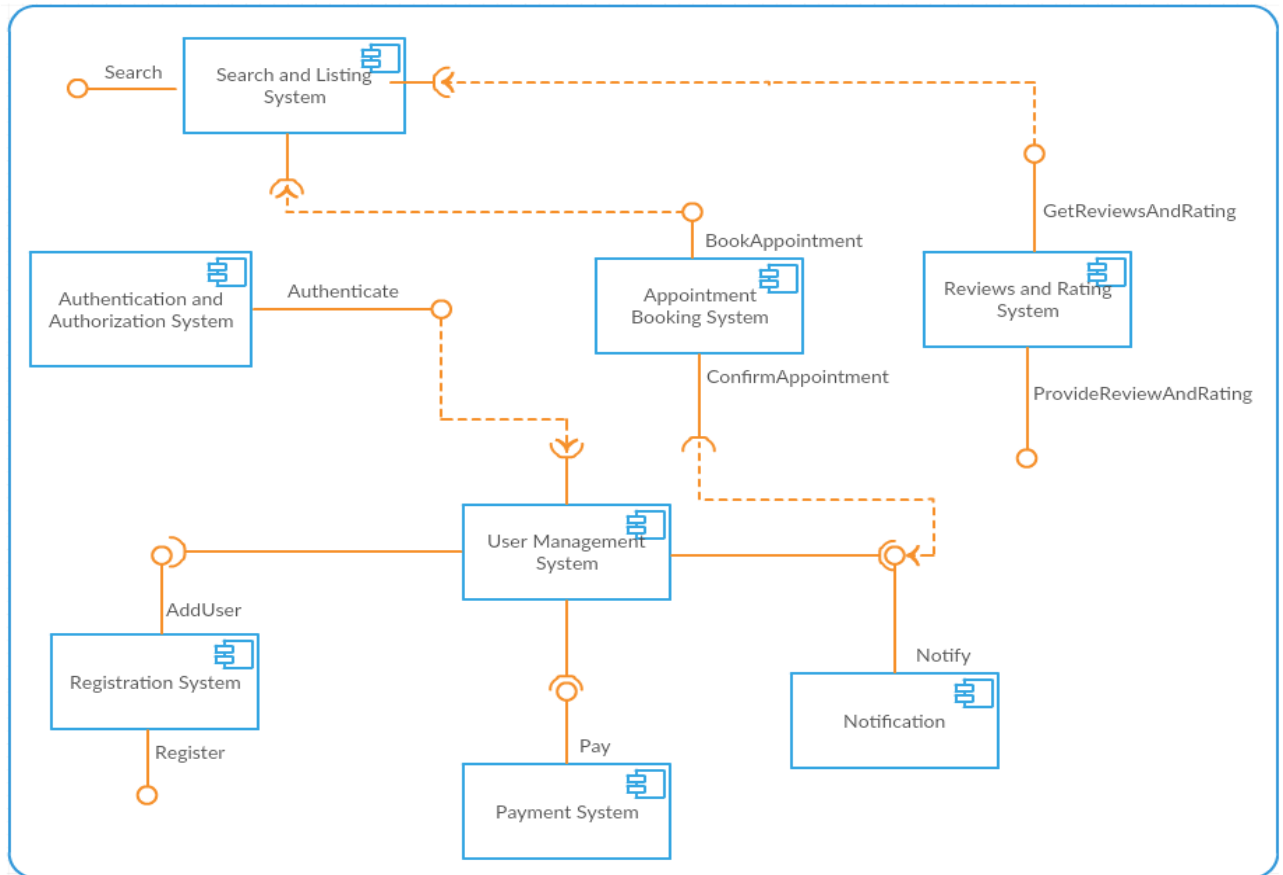 Search
Search and Listing
System
GetReviewsAndRating
BookAppointment
Authentication and
Authorization System
Authenticate
Appointment
Booking System
Reviews and Rating
System
ConfirmAppointment
ProvideReviewAndRating
User Management
System
AddUser
Registration System
Register
Notify
Notification
Pay
Payment System